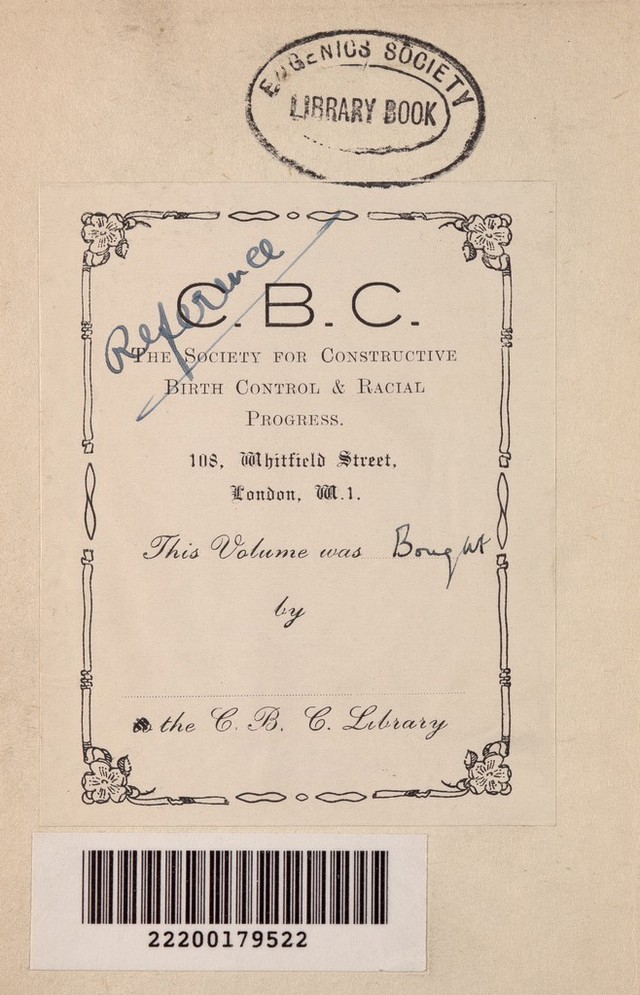 EUGENICS SOCIETY
LIBRARY BOOK
Reference
C. B. C.
The Society for Constructive
Birth Control & Racial
Progress.
108, Whitfield Street,
London, W.1.
This Volume was Bought
by
the C. B. C. Library
22200179522